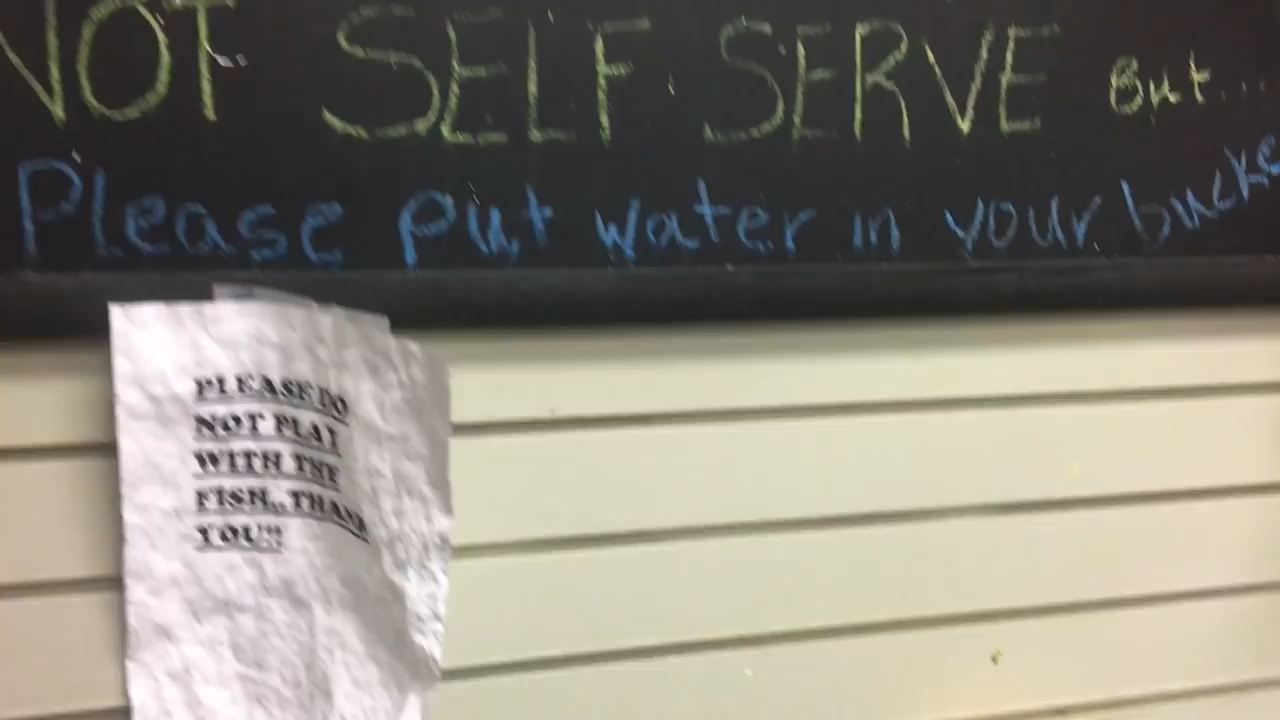 NOT SELF SERVE But...
Please put water in your bucke
PLEASE DO
NOT PLAY
WITH THE
FISH,,THANK
YOU!!